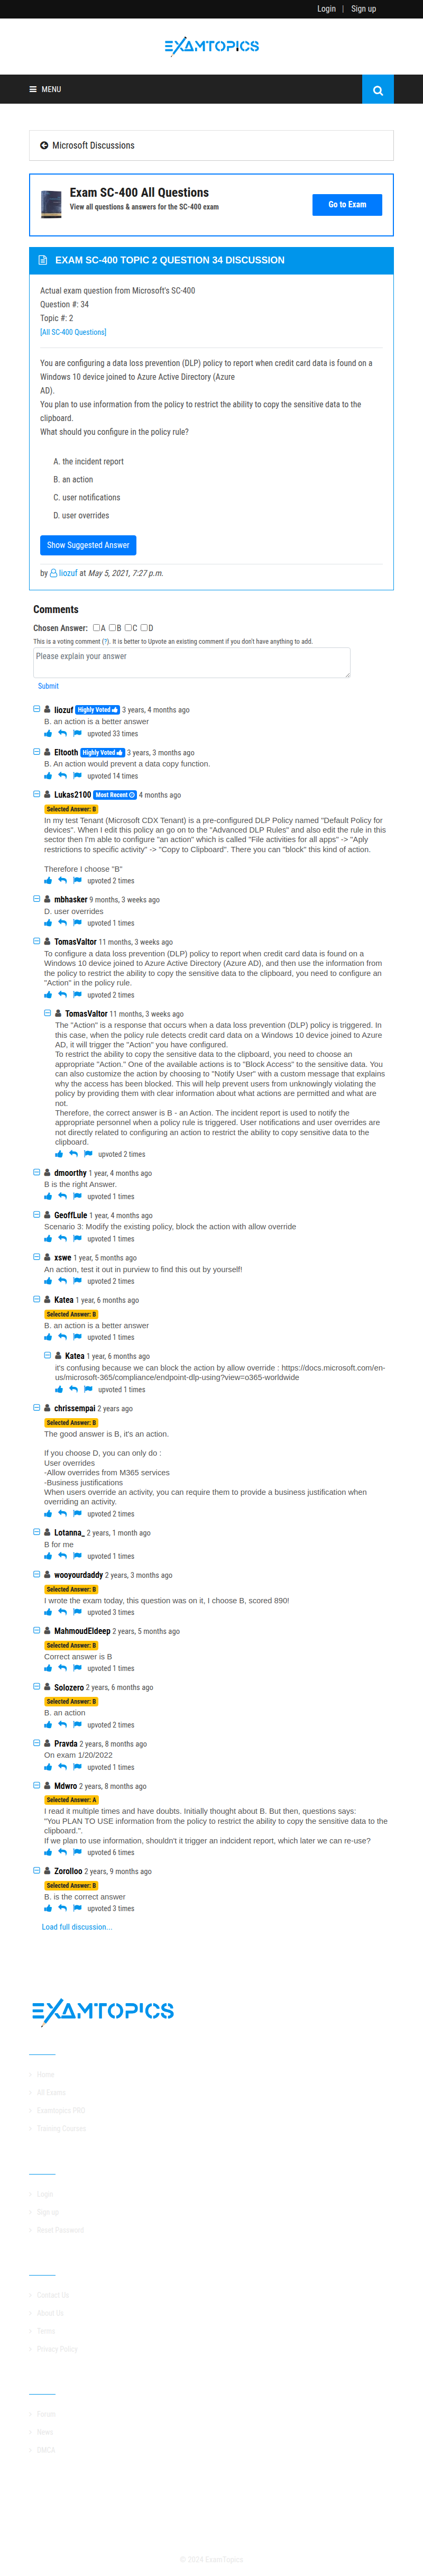 Login | Sign up
EXAMTOPICS
MENU
Microsoft Discussions
Exam SC-400 All Questions
View all questions & answers for the SC-400 exam
Go to Exam
EXAM SC-400 TOPIC 2 QUESTION 34 DISCUSSION
Actual exam question from Microsoft's SC-400
Question #: 34
Topic #: 2
[All SC-400 Questions]
You are configuring a data loss prevention (DLP) policy to report when credit card data is found on a
Windows 10 device joined to Azure Active Directory (Azure
AD).
You plan to use information from the policy to restrict the ability to copy the sensitive data to the
clipboard.
What should you configure in the policy rule?
A. the incident report
B. an action
C. user notifications
D. user overrides
Show Suggested Answer
by liozuf at May 5, 2021, 7:27 p.m.
Comments
Chosen Answer: A B C D
This is a voting comment (?). It is better to Upvote an existing comment if you don't have anything to add.
Please explain your answer
Submit
liozuf Highly Voted 3 years, 4 months ago
B. an action is a better answer
upvoted 33 times
Eltooth Highly Voted 3 years, 3 months ago
B. An action would prevent a data copy function.
upvoted 14 times
Lukas2100 Most Recent 4 months ago
Selected Answer: B
In my test Tenant (Microsoft CDX Tenant) is a pre-configured DLP Policy named "Default Policy for
devices". When I edit this policy an go on to the "Advanced DLP Rules" and also edit the rule in this
sector then I'm able to configure "an action" which is called "File activities for all apps" -> "Aply
restrictions to specific activity" -> "Copy to Clipboard". There you can "block" this kind of action.
Therefore I choose "B"
upvoted 2 times
mbhasker 9 months, 3 weeks ago
D. user overrides
upvoted 1 times
TomasValtor 11 months, 3 weeks ago
To configure a data loss prevention (DLP) policy to report when credit card data is found on a
Windows 10 device joined to Azure Active Directory (Azure AD), and then use the information from
the policy to restrict the ability to copy the sensitive data to the clipboard, you need to configure an
"Action" in the policy rule.
upvoted 2 times
TomasValtor 11 months, 3 weeks ago
The "Action" is a response that occurs when a data loss prevention (DLP) policy is triggered. In
this case, when the policy rule detects credit card data on a Windows 10 device joined to Azure
AD, it will trigger the "Action" you have configured.
To restrict the ability to copy the sensitive data to the clipboard, you need to choose an
appropriate "Action." One of the available actions is to "Block Access" to the sensitive data. You
can also customize the action by choosing to "Notify User" with a custom message that explains
why the access has been blocked. This will help prevent users from unknowingly violating the
policy by providing them with clear information about what actions are permitted and what are
not.
Therefore, the correct answer is B - an Action. The incident report is used to notify the
appropriate personnel when a policy rule is triggered. User notifications and user overrides are
not directly related to configuring an action to restrict the ability to copy sensitive data to the
clipboard.
upvoted 2 times
dmoorthy 1 year, 4 months ago
B is the right Answer.
upvoted 1 times
GeoffLule 1 year, 4 months ago
Scenario 3: Modify the existing policy, block the action with allow override
upvoted 1 times
xswe 1 year, 5 months ago
An action, test it out in purview to find this out by yourself!
upvoted 2 times
Katea 1 year, 6 months ago
Selected Answer: B
B. an action is a better answer
upvoted 1 times
Katea 1 year, 6 months ago
it's confusing because we can block the action by allow override : https://docs.microsoft.com/en-
us/microsoft-365/compliance/endpoint-dlp-using?view=o365-worldwide
upvoted 1 times
chrissempai 2 years ago
Selected Answer: B
The good answer is B, it's an action.
If you choose D, you can only do :
User overrides
-Allow overrides from M365 services
-Business justifications
When users override an activity, you can require them to provide a business justification when
overriding an activity.
upvoted 2 times
Lotanna_ 2 years, 1 month ago
B for me
upvoted 1 times
wooyourdaddy 2 years, 3 months ago
Selected Answer: B
I wrote the exam today, this question was on it, I choose B, scored 890!
upvoted 3 times
MahmoudEldeep 2 years, 5 months ago
Selected Answer: B
Correct answer is B
upvoted 1 times
Solozero 2 years, 6 months ago
Selected Answer: B
B. an action
upvoted 2 times
Pravda 2 years, 8 months ago
On exam 1/20/2022
upvoted 1 times
Mdwro 2 years, 8 months ago
Selected Answer: A
I read it multiple times and have doubts. Initially thought about B. But then, questions says:
"You PLAN TO USE information from the policy to restrict the ability to copy the sensitive data to the
clipboard.".
If we plan to use information, shouldn't it trigger an indcident report, which later we can re-use?
upvoted 6 times
Zorolloo 2 years, 9 months ago
Selected Answer: B
B. is the correct answer
upvoted 3 times
Load full discussion...
EXAMTOPICS
Home
All Exams
Examtopics PRO
Training Courses
Login
Sign up
Reset Password
Contact Us
About Us
Terms
Privacy Policy
Forum
News
DMCA
© 2024 ExamTopics